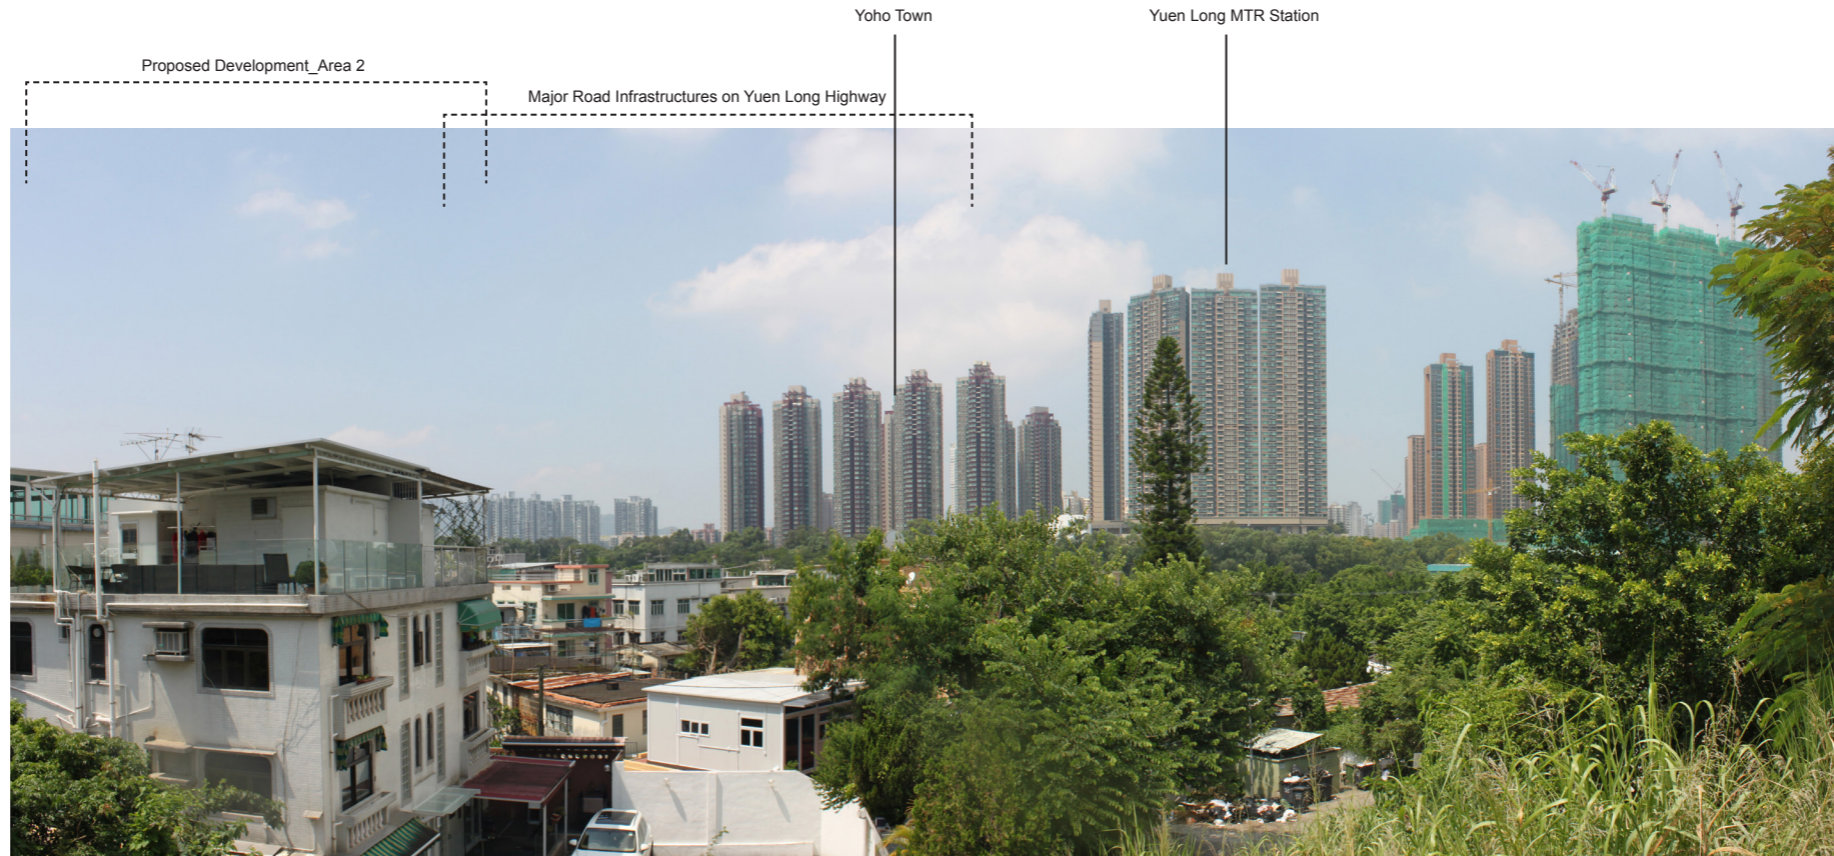 Yoho Town
Yuen Long MTR Station
Proposed Development_Area 2
Major Road Infrastructures on Yuen Long Highway